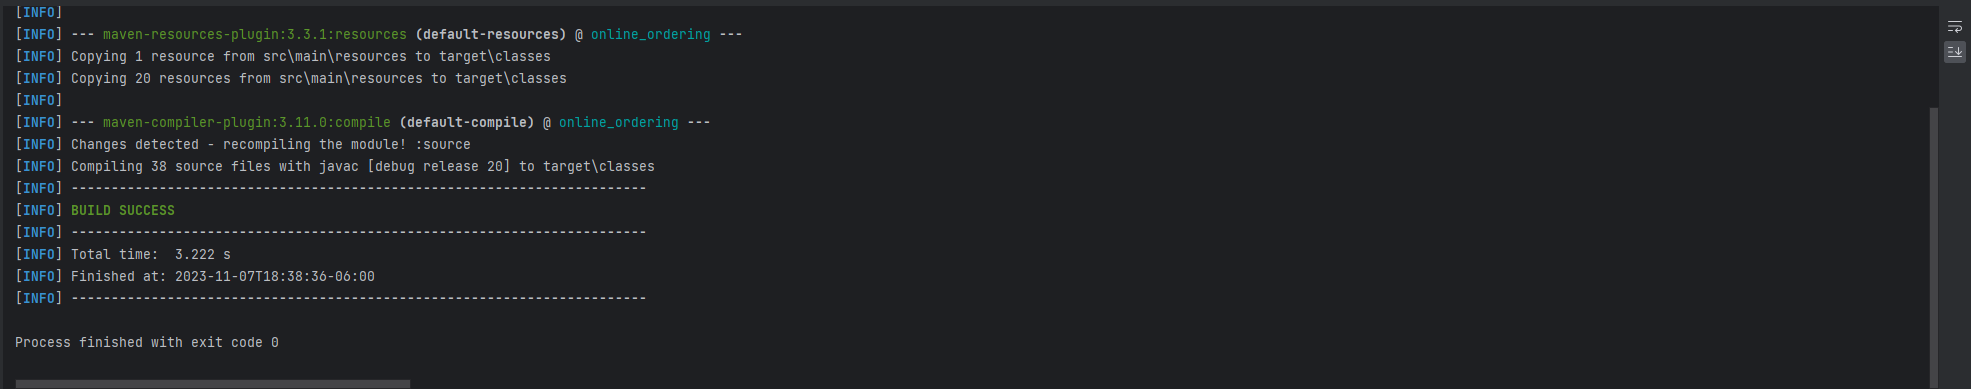 [INFO]
[INFO] --- maven-resources-plugin:3.3.1:resources (default-resources) @ online_ordering ---
[INFO] Copying 1 resource from src\main\resources to target\classes
[INFO] Copying 20 resources from src\main\resources to target\classes
[INFO]
[INFO] --- maven-compiler-plugin:3.11.0:compile (default-compile) @ online_ordering ---
[INFO] Changes detected - recompiling the module! :source
[INFO] Compiling 38 source files with javac [debug release 20] to target\classes
[INFO] ------------------------------------------------------------------------
[INFO] BUILD SUCCESS
[INFO] ------------------------------------------------------------------------
[INFO] Total time:  3.222 s
[INFO] Finished at: 2023-11-07T18:38:36-06:00
[INFO] ------------------------------------------------------------------------
Process finished with exit code 0